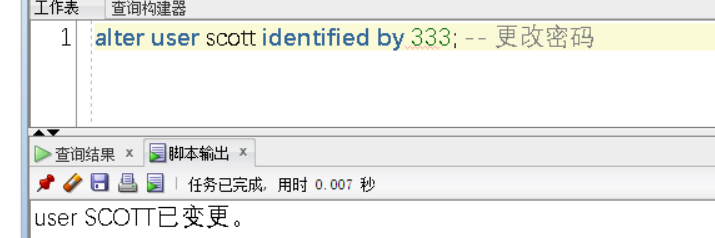 工作表 查询构建器
1 alter user scott identified by 333; -- 更改密码
查询结果 × 脚本输出 ×
任务已完成, 用时 0.007 秒
user SCOTT已变更。